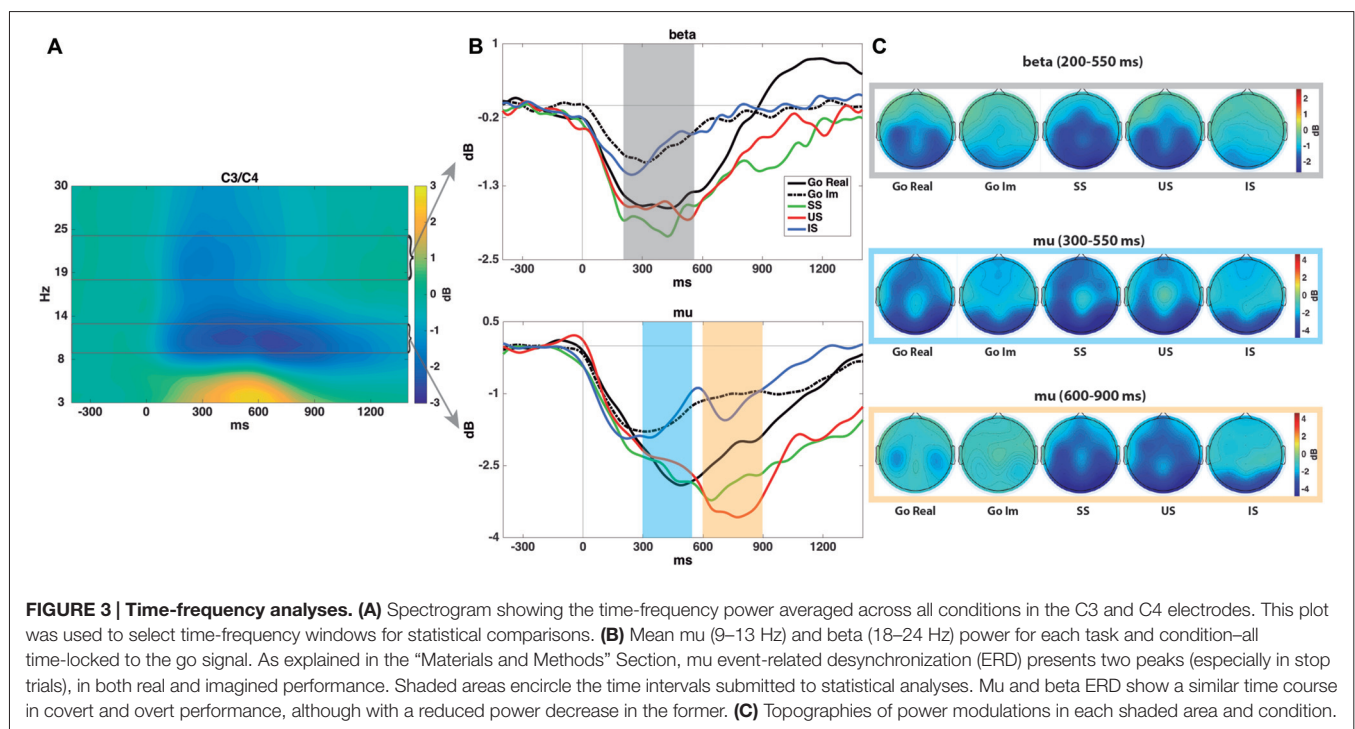 A
C3/C4
30
25
19
14
8
3
Hz
-300 0 300 600 900 1200
ms
3
2
1
0
-1
-2
-3
dB
B
beta
1
-0.2
-1.3
-2.5
dB
Go Real
Go Im
SS
US
IS
-300 0 300 600 900 1200
ms
mu
0.5
-1
-2.5
-4
dB
-300 0 300 600 900 1200
ms
C
beta (200-550 ms)
2
1
0
-1
-2
dB
Go Real Go Im SS US IS
mu (300-550 ms)
4
2
0
-2
-4
dB
Go Real Go Im SS US IS
mu (600-900 ms)
4
2
0
-2
-4
dB
Go Real Go Im SS US IS
FIGURE 3 | Time-frequency analyses. (A) Spectrogram showing the time-frequency power averaged across all conditions in the C3 and C4 electrodes. This plot
was used to select time-frequency windows for statistical comparisons. (B) Mean mu (9–13 Hz) and beta (18–24 Hz) power for each task and condition–all
time-locked to the go signal. As explained in the “Materials and Methods” Section, mu event-related desynchronization (ERD) presents two peaks (especially in stop
trials), in both real and imagined performance. Shaded areas encircle the time intervals submitted to statistical analyses. Mu and beta ERD show a similar time course
in covert and overt performance, although with a reduced power decrease in the former. (C) Topographies of power modulations in each shaded area and condition.